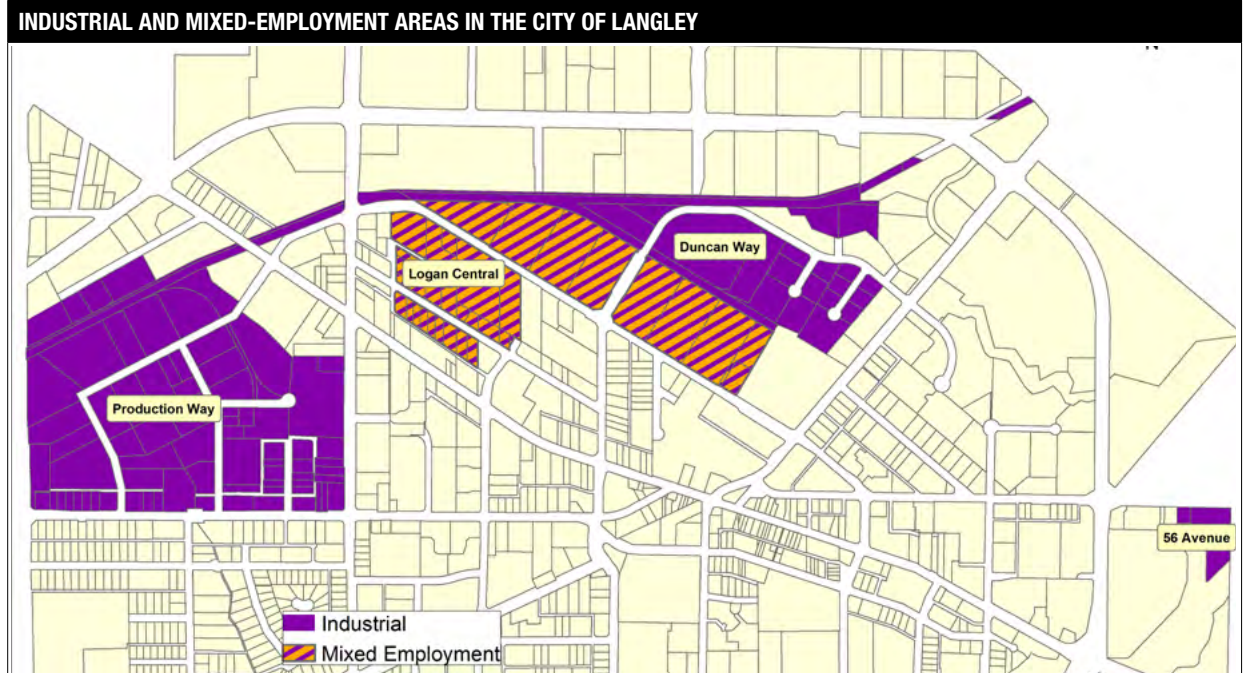 INDUSTRIAL AND MIXED-EMPLOYMENT AREAS IN THE CITY OF LANGLEY
Duncan Way
Logan Central
Production Way
56 Avenue
Industrial
Mixed Employment